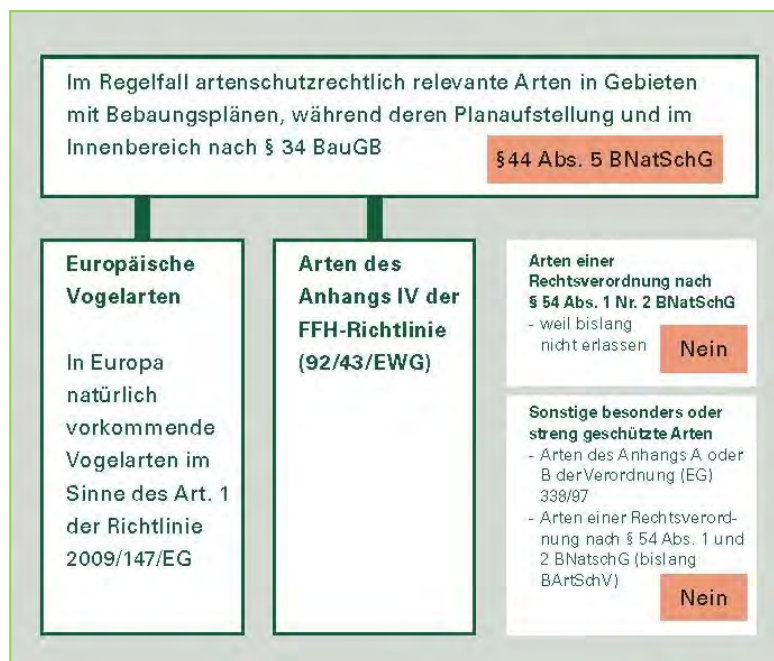 Im Regelfall artenschutzrechtlich relevante Arten in Gebieten
mit Bebauungsplänen, während deren Planaufstellung und im
Innenbereich nach § 34 BauGB
§44 Abs. 5 BNatSchG
Europäische
Vogelarten
In Europa
natürlich
vorkommende
Vogelarten im
Sinne des Art. 1
der Richtlinie
2009/147/EG
Arten des
Anhangs IV der
FFH-Richtlinie
(92/43/EWG)
Arten einer
Rechtsverordnung nach
§ 54 Abs. 1 Nr. 2 BNatSchG
- weil bislang
nicht erlassen
Nein
Sonstige besonders oder
streng geschützte Arten
- Arten des Anhangs A oder
B der Verordnung (EG)
338/97
- Arten einer Rechtsverord-
nung nach § 54 Abs. 1 und
2 BNatschG (bislang
BArtSchV)
Nein